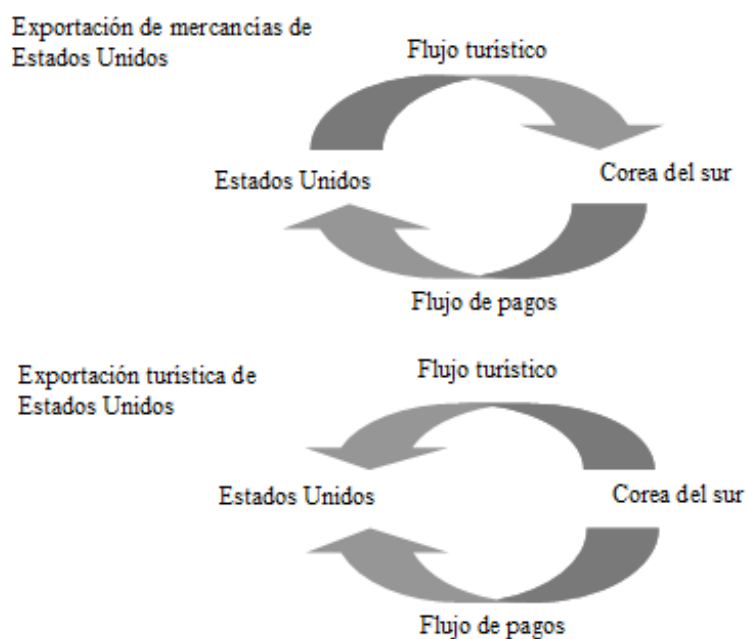 Exportación de mercancías de
Estados Unidos
Flujo turístico
Estados Unidos
Corea del sur
Flujo de pagos
Exportación turística de
Estados Unidos
Flujo turístico
Estados Unidos
Corea del sur
Flujo de pagos